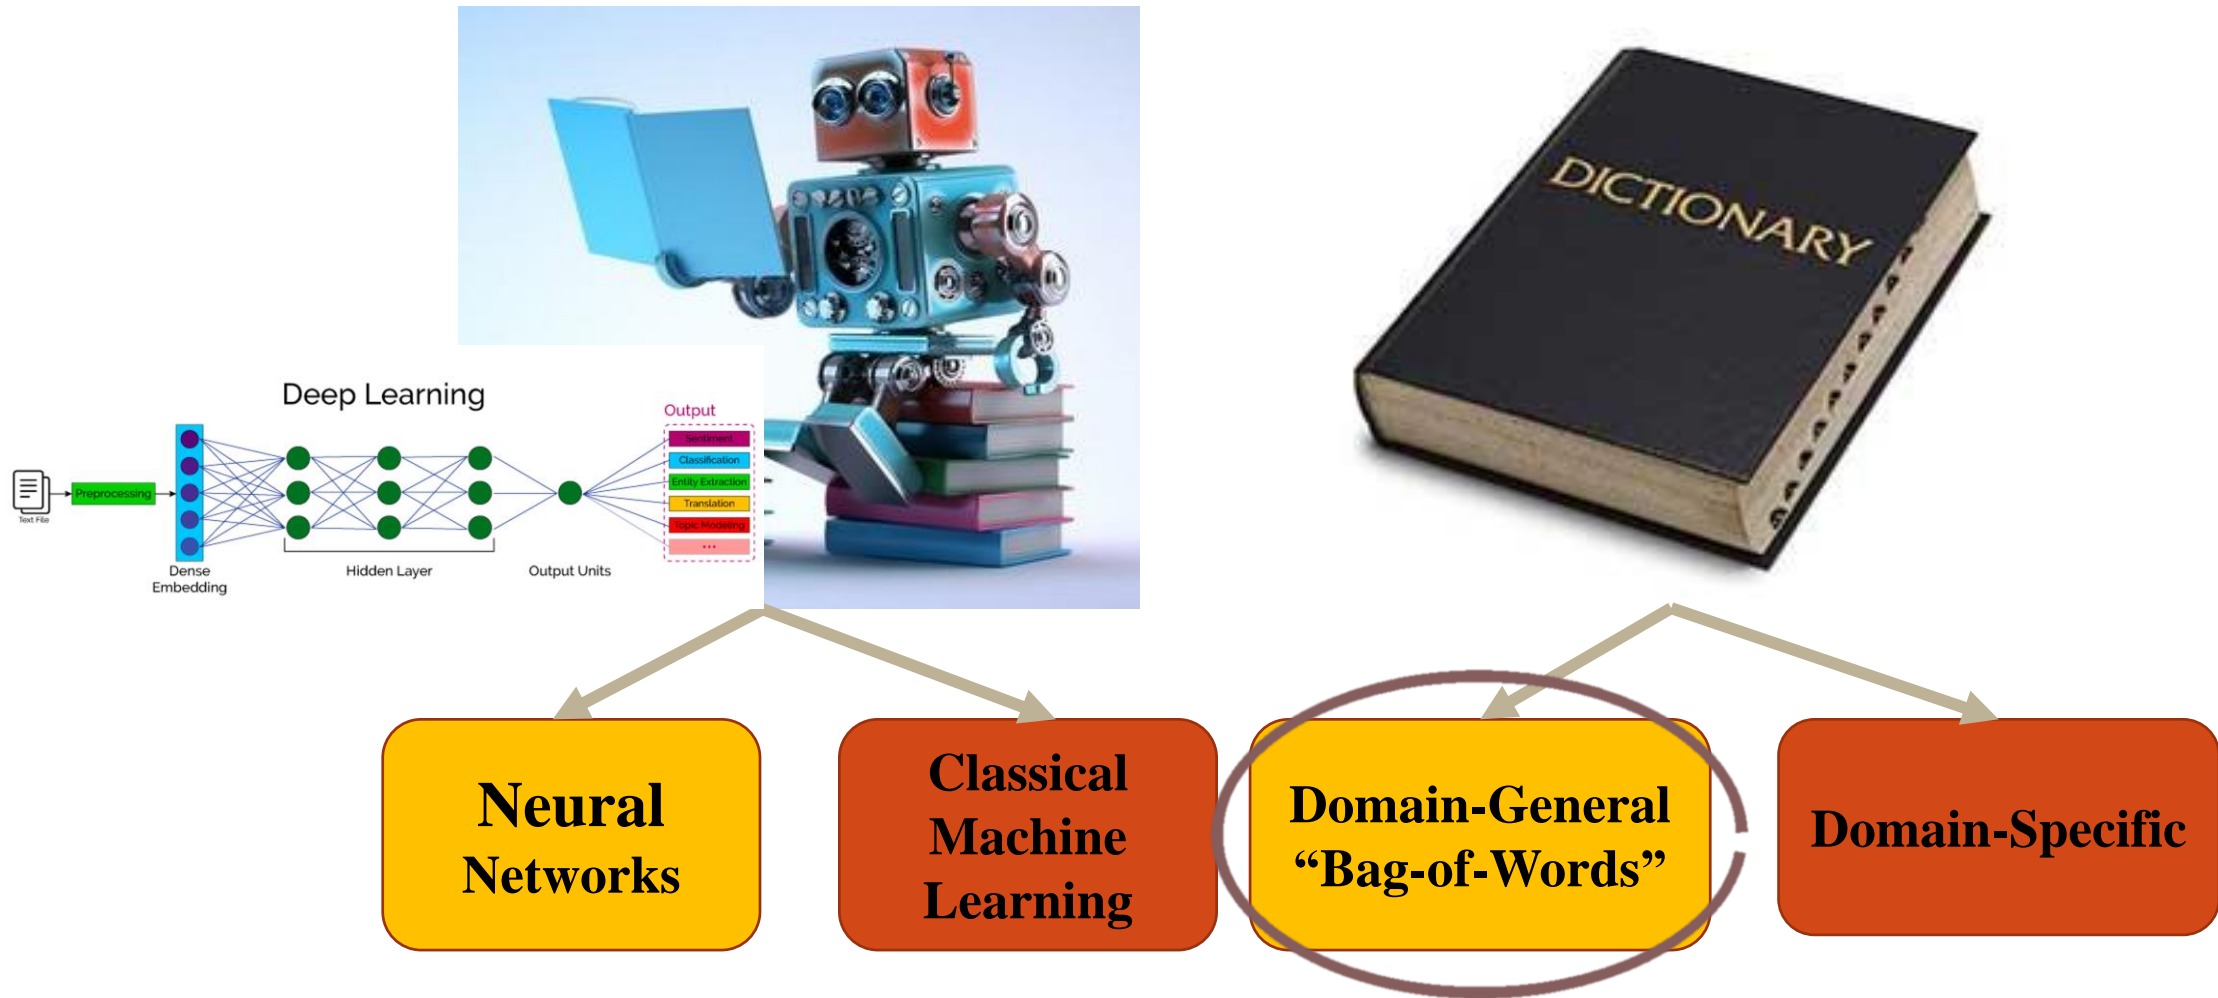 DICTIONARY
Deep Learning
Output
Sentiment
Classification
Entity Extraction
Translation
Topic Modeling
...
Text File
Preprocessing
Dense
Embedding
Hidden Layer
Output Units
Neural
Networks
Classical
Machine
Learning
Domain-General
“Bag-of-Words”
Domain-Specific